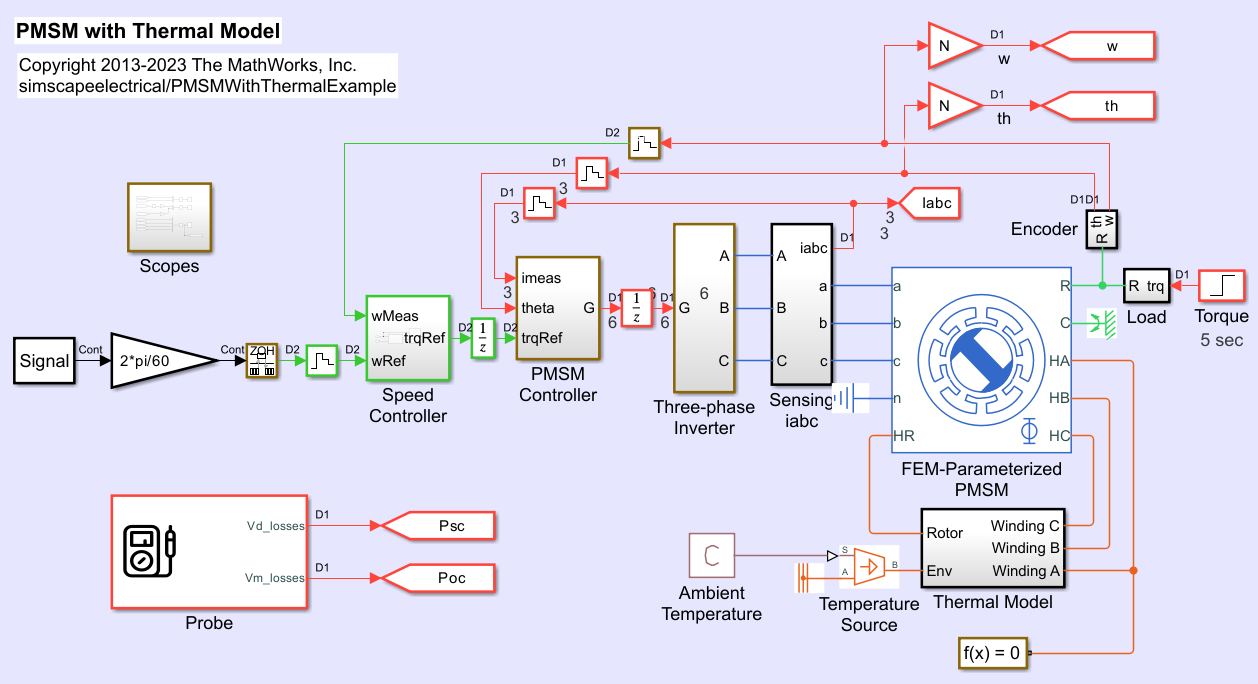 PMSM with Thermal Model
Copyright 2013-2023 The MathWorks, Inc.
simscapeelectrical/PMSMWithThermalExample
N
D1
w
w
N
D1
th
th
D2
D1
3
D1
3
Iabc
3
3
D1D1
th
w
R
Encoder
Scopes
imeas
3
theta
trqRef
G
PMSM
Controller
D1
6
1
z
6
D1
6
G
6
A
B
C
Three-phase
Inverter
A
B
C
iabc
D1
a
b
c
Sensing
iabc
a
b
c
n
HR
R
C
HA
HB
HC
Φ
FEM-Parameterized
PMSM
R trq
Load
D1
Torque
5 sec
Signal
Cont
2*pi/60
Cont
ZOH
D2
D2
wMeas
trqRef
wRef
Speed
Controller
D2
1
z
D2
Vd_losses
Vm_losses
Probe
D1
Psc
D1
Poc
C
Ambient
Temperature
S
A
B
Temperature
Source
Rotor
Env
Winding C
Winding B
Winding A
Thermal Model
f(x) = 0